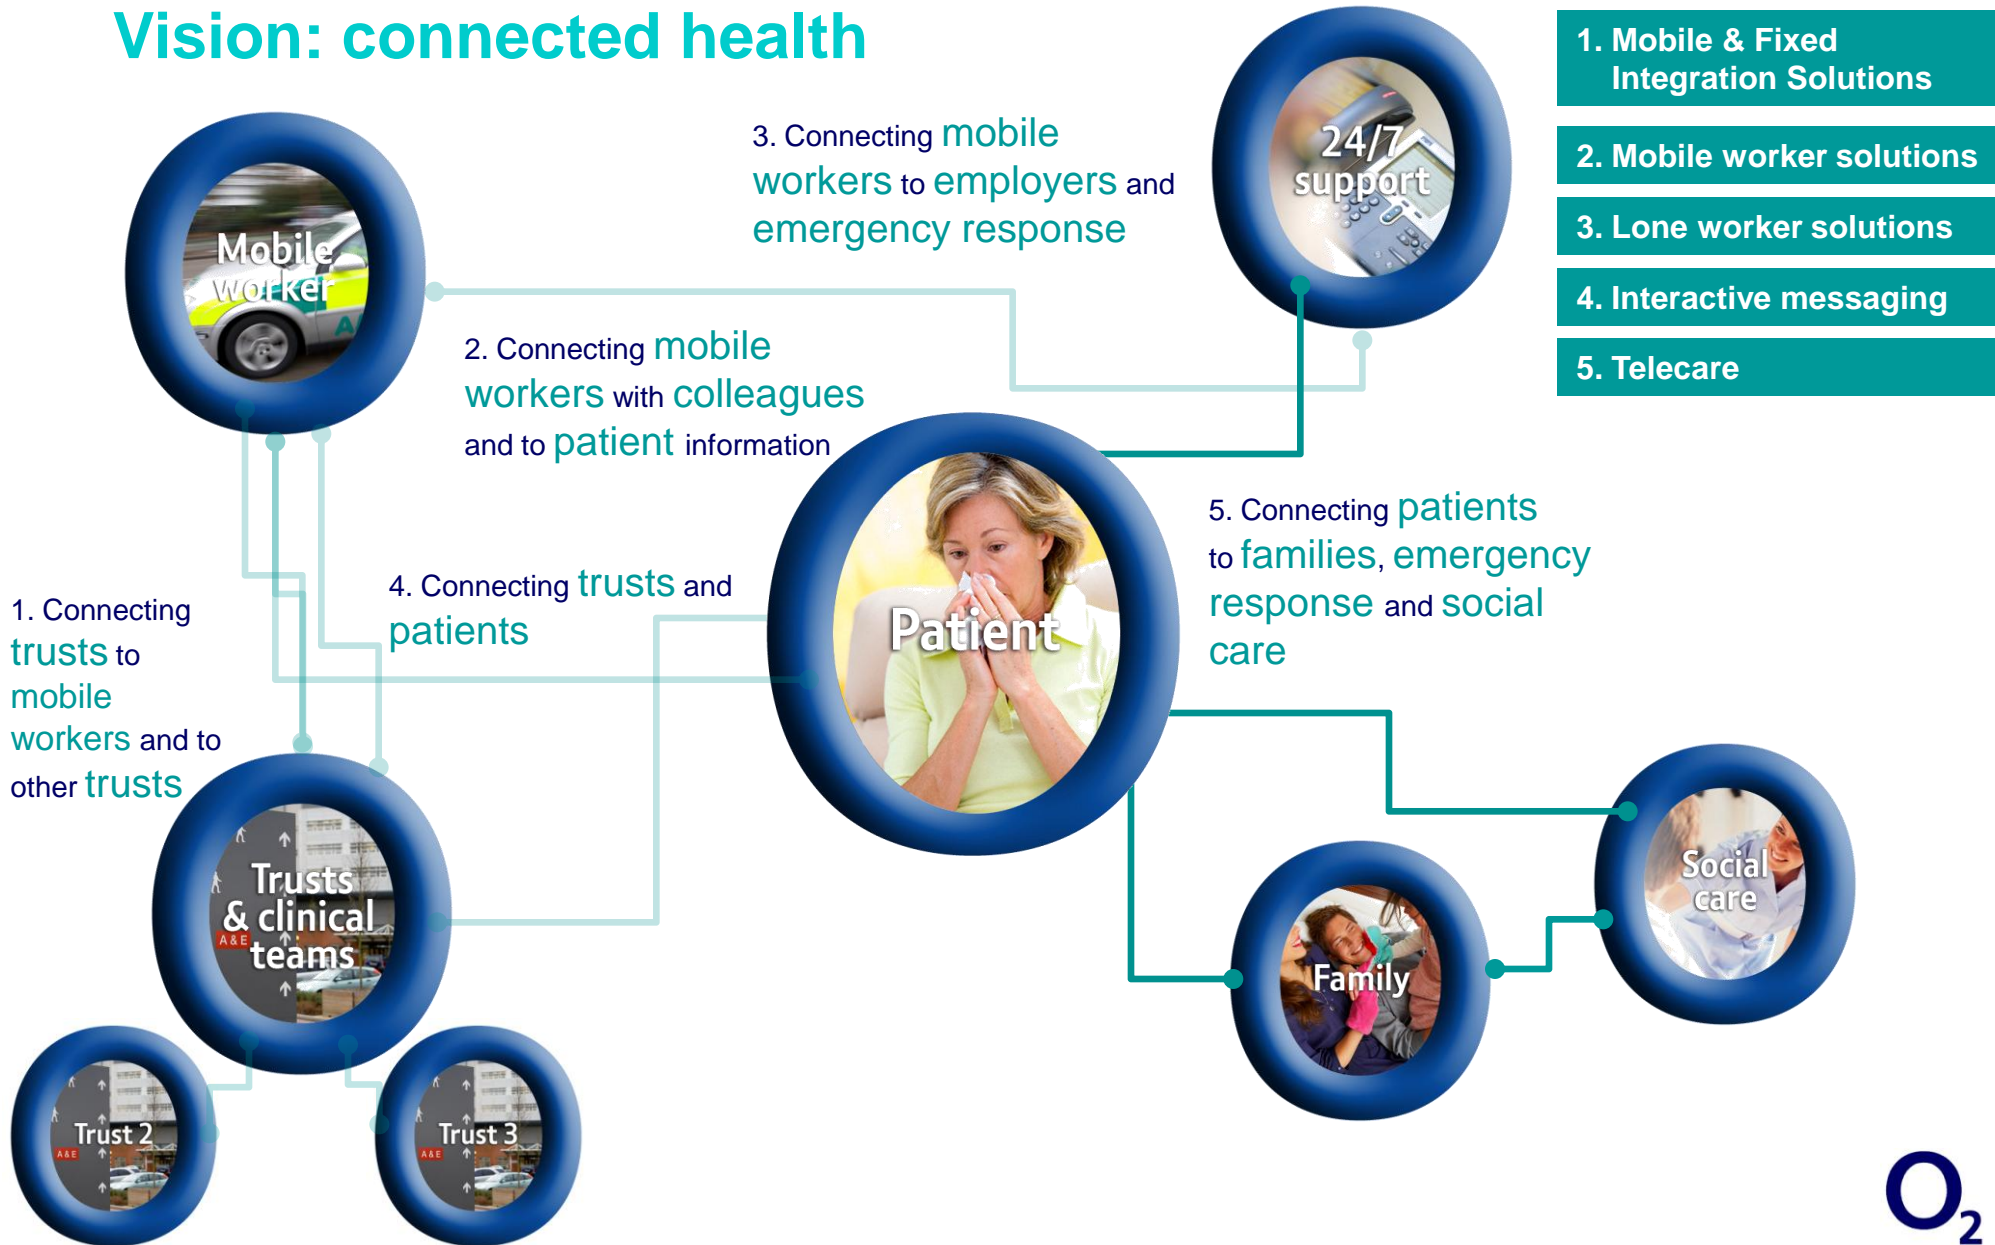 Vision: connected health
1. Mobile & Fixed
Integration Solutions
2. Mobile worker solutions
3. Lone worker solutions
4. Interactive messaging
5. Telecare
3. Connecting mobile
workers to employers and
emergency response
24/7
support
Mobile
worker
2. Connecting mobile
workers with colleagues
and to patient information
Patient
5. Connecting patients
to families, emergency
response and social
care
4. Connecting trusts and
patients
1. Connecting
trusts to
mobile
workers and to
other trusts
Trusts
& clinical
teams
A&E
Social
care
Family
Trust 2
A&E
Trust 3
A&E
O2